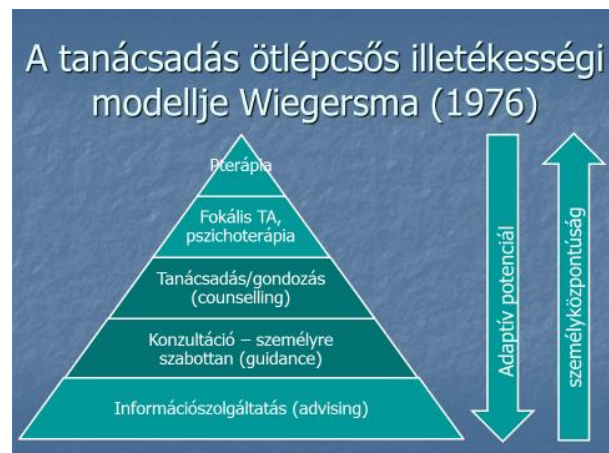 A tanácsadás ötlépcsős illetékességi
modellje Wiegersma (1976)
Pterápia
Fokális TA,
pszichoterápia
Tanácsadás/gondozás
(counselling)
Konzultáció – személyre
szabottan (guidance)
Információszolgáltatás (advising)
Adaptív potenciál
személyközpontúság